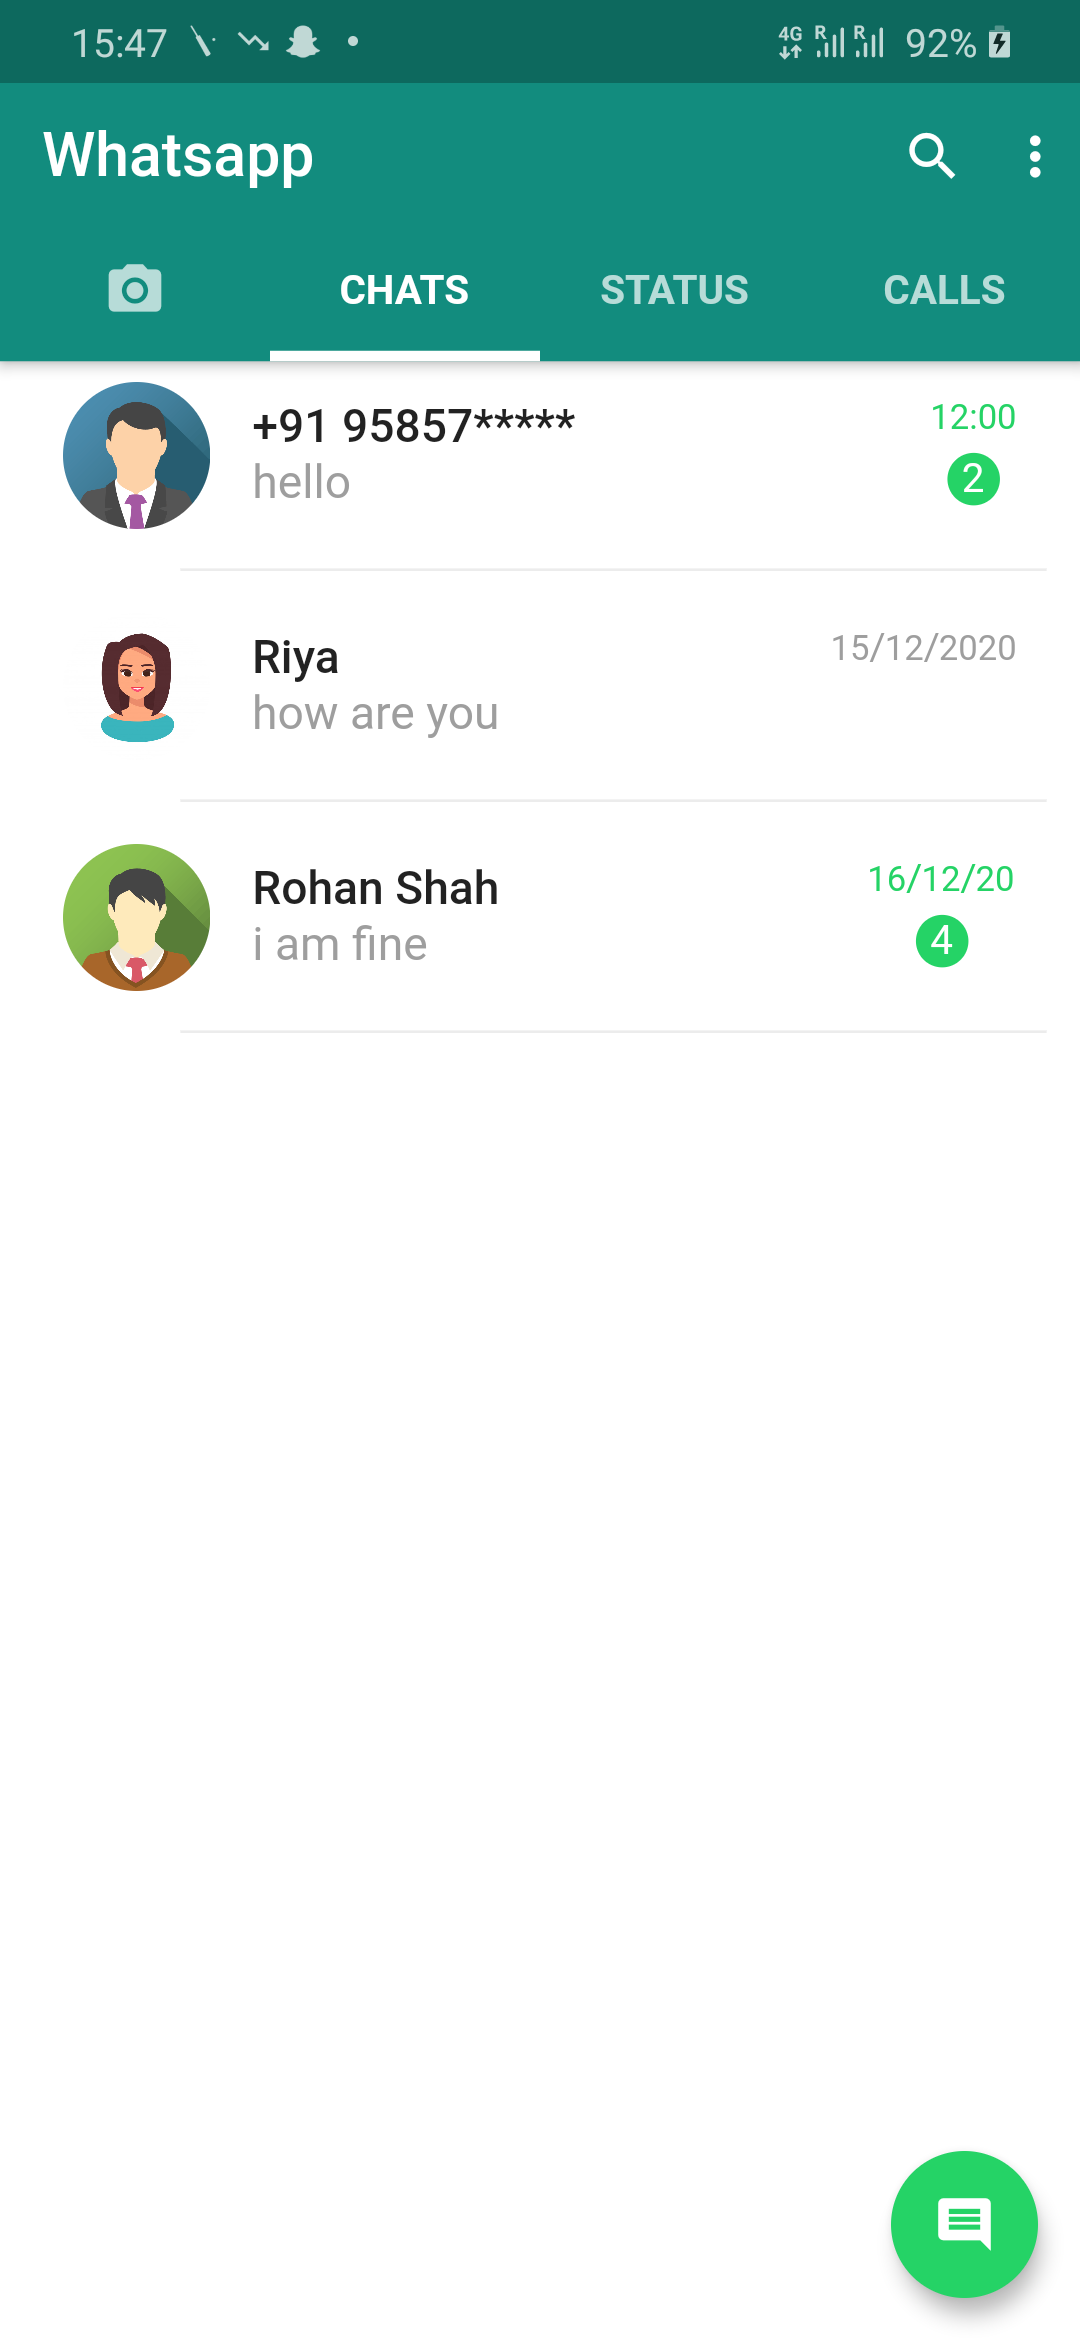 15:47 4G R R 92%
Whatsapp
CHATS STATUS CALLS
+91 95857***** 12:00
hello 2
Riya 15/12/2020
how are you
Rohan Shah 16/12/20
i am fine 4